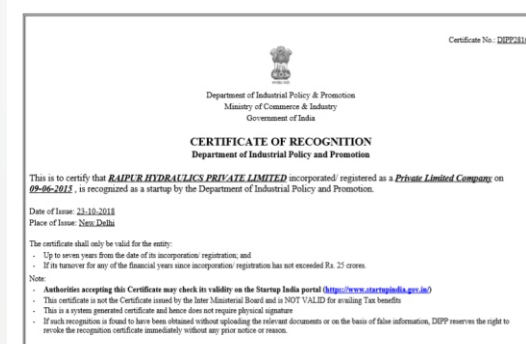 Certificate No.: DIPP281
Department of Industrial Policy & Promotion
Ministry of Commerce & Industry
Government of India
CERTIFICATE OF RECOGNITION
Department of Industrial Policy and Promotion
This is to certify that RAIPUR HYDRAULICS PRIVATE LIMITED incorporated/ registered as a Private Limited Company on
09-06-2015 , is recognized as a startup by the Department of Industrial Policy and Promotion.
Date of Issue: 23-10-2018
Place of Issue: New Delhi
The certificate shall only be valid for the entity:
- Up to seven years from the date of its incorporation/ registration; and
- If its turnover for any of the financial years since incorporation/ registration has not exceeded Rs. 25 crores.
Note:
- Authorities accepting this Certificate may check its validity on the Startup India portal (https://www.startupindia.gov.in/)
- This certificate is not the Certificate issued by the Inter Ministerial Board and is NOT VALID for availing Tax benefits
- This is a system generated certificate and hence does not require physical signature
- If such recognition is found to have been obtained without uploading the relevant documents or on the basis of false information, DIPP reserves the right to
revoke the recognition certificate immediately without any prior notice or reason.